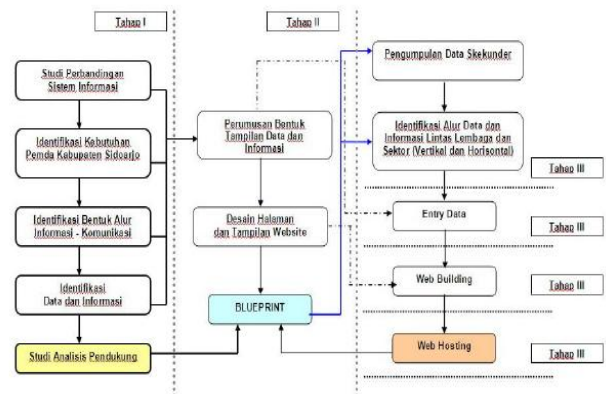 Tahap I
Studi Perbandingan
Sistem Informasi
Identifikasi Kebutuhan
Pemda Kabupaten Sidoarjo
Identifikasi Bentuk Alur
Informasi - Komunikasi
Identifikasi
Data dan Informasi
Studi Analisis Pendukung
Tahap II
Perumusan Bentuk
Tampilan Data dan
Informasi
Desain Halaman
dan Tampilan Website
BLUEPRINT
Pengumpulan Data Skekunder
Identifikasi Alur Data dan
Informasi Lintas Lembaga dan
Sektor (Vertikal dan Horisontal)
Tahap III
Entry Data
Tahap III
Web Building
Tahap III
Web Hosting
Tahap III